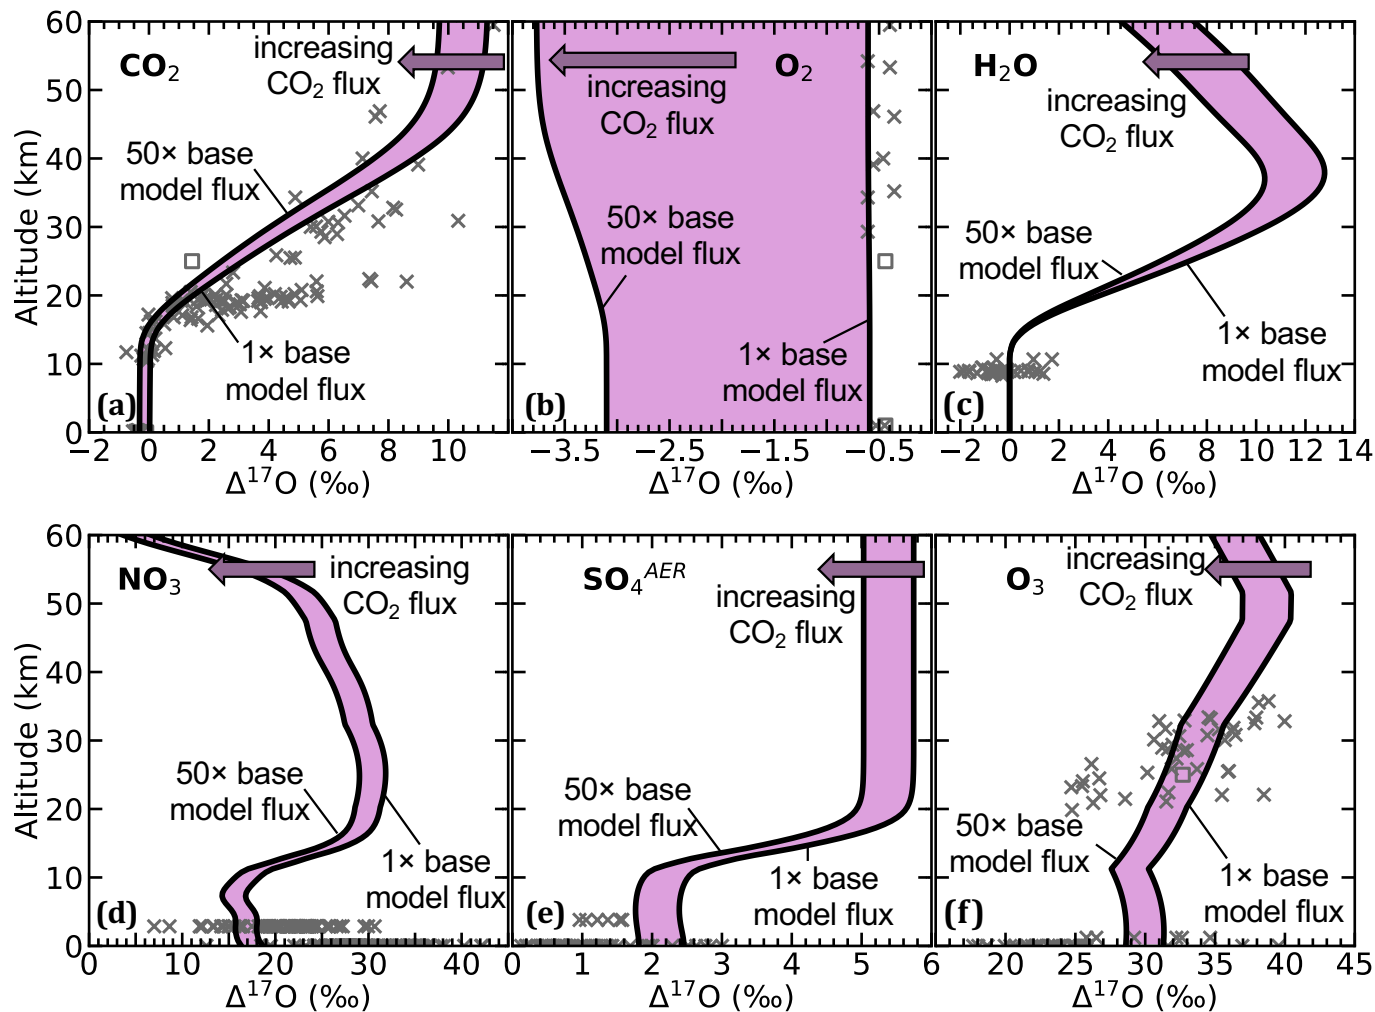 60
50
40
30
20
10
0
Altitude (km)
CO2
increasing
CO2 flux
50× base
model flux
1× base
model flux
(a)
−2 0 2 4 6 8 10
Δ17O (‰)
O2
increasing
CO2 flux
50× base
model flux
1× base
model flux
(b)
−3.5 −2.5 −1.5 −0.5
Δ17O (‰)
H2O
increasing
CO2 flux
50× base
model flux
1× base
model flux
(c)
−2 0 2 4 6 8 10 12 14
Δ17O (‰)
60
50
40
30
20
10
0
Altitude (km)
NO3
increasing
CO2 flux
50× base
model flux
1× base
model flux
(d)
0 10 20 30 40
Δ17O (‰)
SO4AER
increasing
CO2 flux
50× base
model flux
1× base
model flux
(e)
0 1 2 3 4 5 6
Δ17O (‰)
O3
increasing
CO2 flux
50× base
model flux
1× base
model flux
(f)
20 25 30 35 40 45
Δ17O (‰)